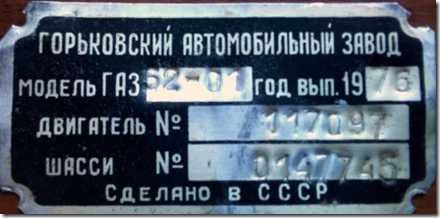 ГОРЬКОВСКИЙ АВТОМОБИЛЬНЫЙ ЗАВОД
МОДЕЛЬ ГАЗ 52-01 ГОД ВЫП. 1976
ДВИГАТЕЛЬ № 117097
ШАССИ № 0147745
СДЕЛАНО В СССР